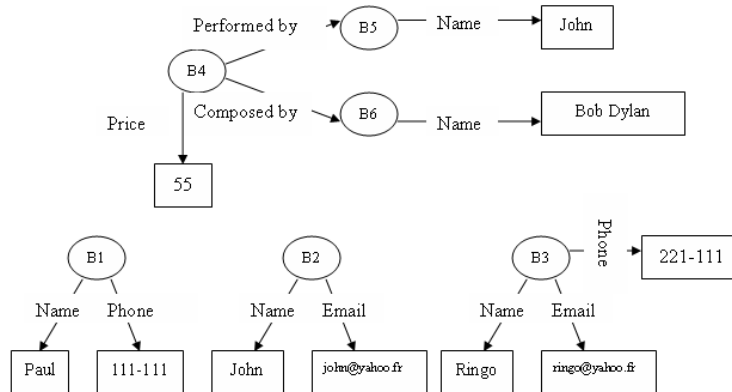 Performed by
B5
Name
John
B4
Composed by
B6
Name
Bob Dylan
Price
55
B1
B2
B3
Phone
221-111
Name
Phone
Name
Email
Name
Email
Paul
111-111
John
john@yahoo.fr
Ringo
ringo@yahoo.fr